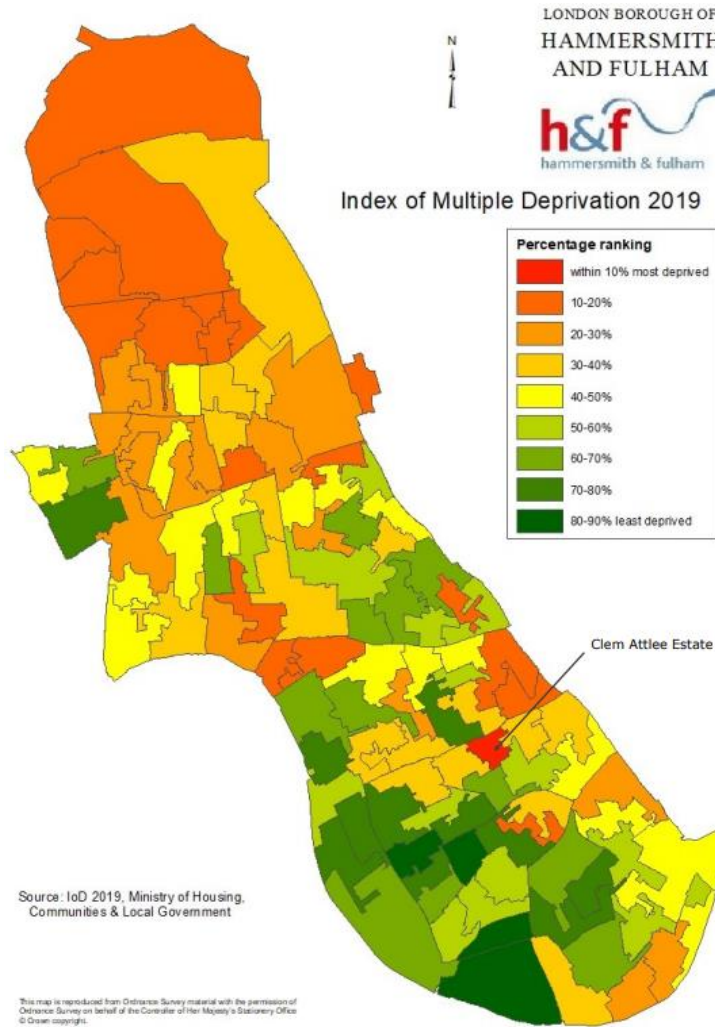 LONDON BOROUGH OF
HAMMERSMITH
AND FULHAM
N
h&f
hammersmith & fulham
Index of Multiple Deprivation 2019
Percentage ranking
within 10% most deprived
10-20%
20-30%
30-40%
40-50%
50-60%
60-70%
70-80%
80-90% least deprived
Clem Attlee Estate
Source: IoD 2019, Ministry of Housing,
Communities & Local Government
This map is reproduced from Ordnance Survey material with the permission of
Ordnance Survey on behalf of the Controller of Her Majesty's Stationery Office
© Crown copyright.